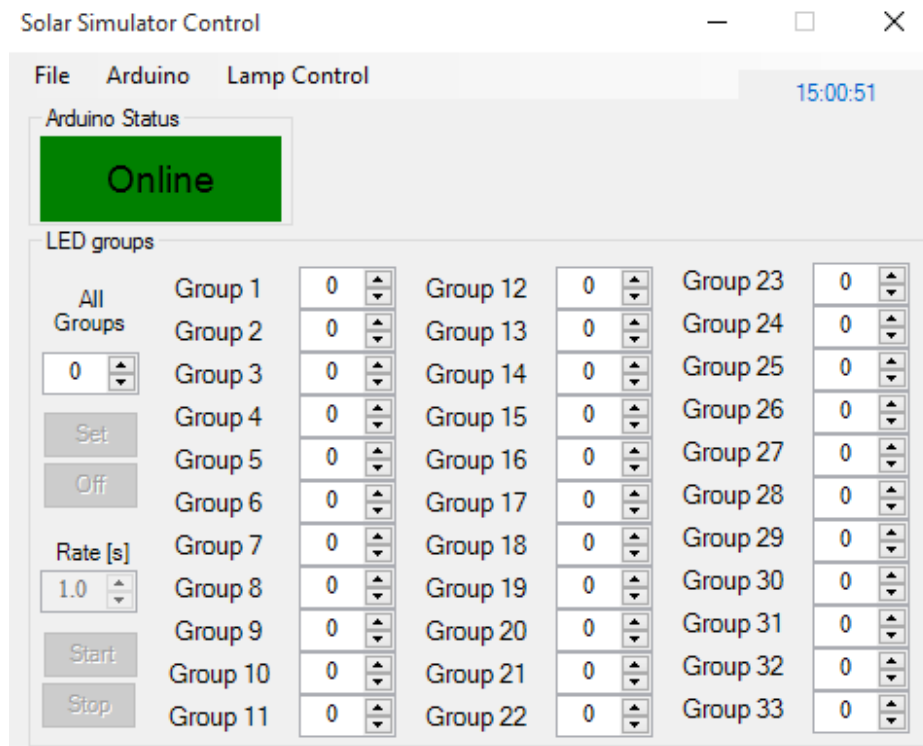 Solar Simulator Control
File Arduino Lamp Control
15:00:51
Arduino Status
Online
LED groups
All
Groups
0
Set
Off
Rate [s]
1.0
Start
Stop
Group 1 0
Group 2 0
Group 3 0
Group 4 0
Group 5 0
Group 6 0
Group 7 0
Group 8 0
Group 9 0
Group 10 0
Group 11 0
Group 12 0
Group 13 0
Group 14 0
Group 15 0
Group 16 0
Group 17 0
Group 18 0
Group 19 0
Group 20 0
Group 21 0
Group 22 0
Group 23 0
Group 24 0
Group 25 0
Group 26 0
Group 27 0
Group 28 0
Group 29 0
Group 30 0
Group 31 0
Group 32 0
Group 33 0